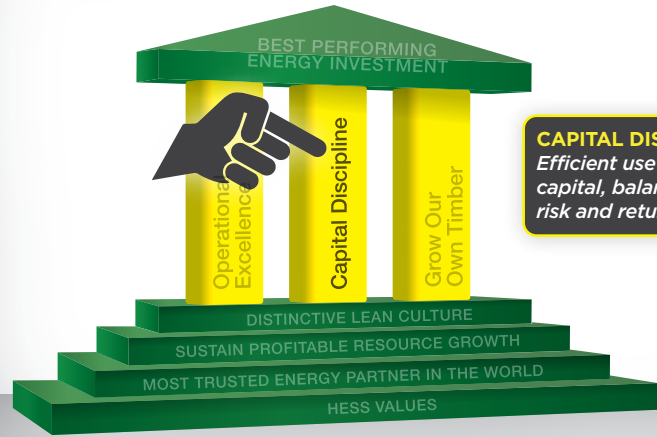 BEST PERFORMING
ENERGY INVESTMENT
Operational
Excellence
Capital Discipline
Grow Our
Own Timber
CAPITAL DIS
Efficient use
capital, balan
risk and retu
DISTINCTIVE LEAN CULTURE
SUSTAIN PROFITABLE RESOURCE GROWTH
MOST TRUSTED ENERGY PARTNER IN THE WORLD
HESS VALUES